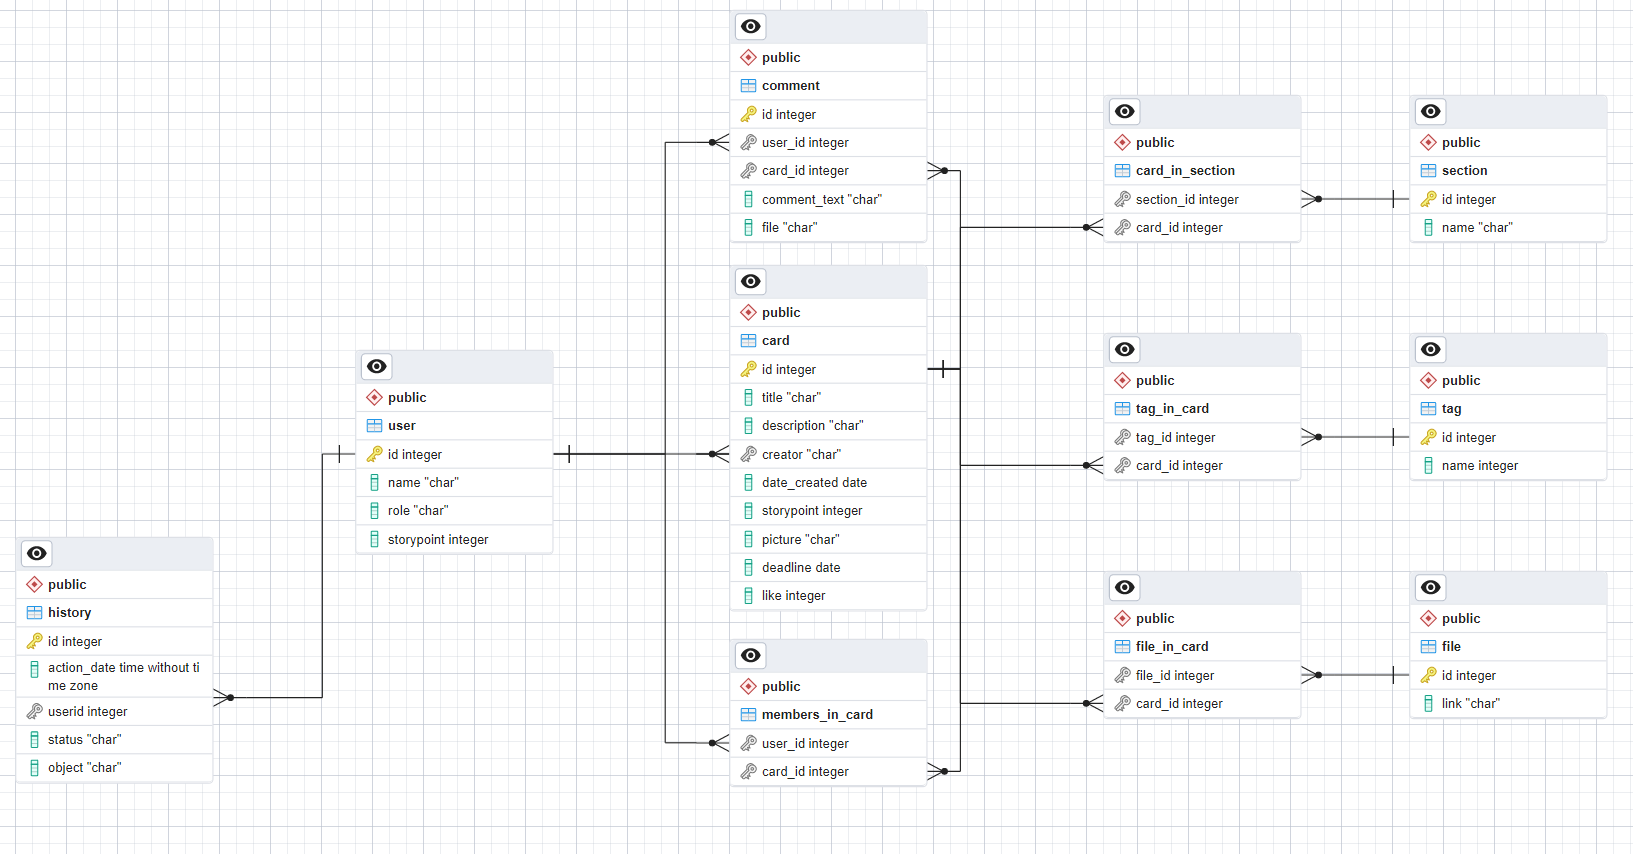 public
comment
id integer
user_id integer
card_id integer
comment_text "char"
file "char"
public
card_in_section
section_id integer
card_id integer
public
section
id integer
name "char"
public
card
id integer
title "char"
description "char"
creator "char"
date_created date
storypoint integer
picture "char"
deadline date
like integer
public
tag_in_card
tag_id integer
card_id integer
public
tag
id integer
name integer
public
user
id integer
name "char"
role "char"
storypoint integer
public
history
id integer
action_date time without ti
me zone
userid integer
status "char"
object "char"
public
members_in_card
user_id integer
card_id integer
public
file_in_card
file_id integer
card_id integer
public
file
id integer
link "char"